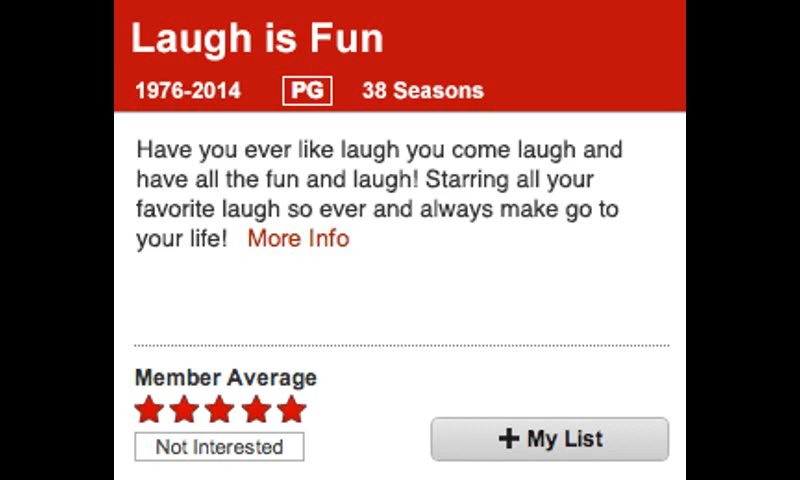 Laugh is Fun
1976-2014 PG 38 Seasons
Have you ever like laugh you come laugh and
have all the fun and laugh! Starring all your
favorite laugh so ever and always make go to
your life! More Info
Member Average
Not Interested
+ My List